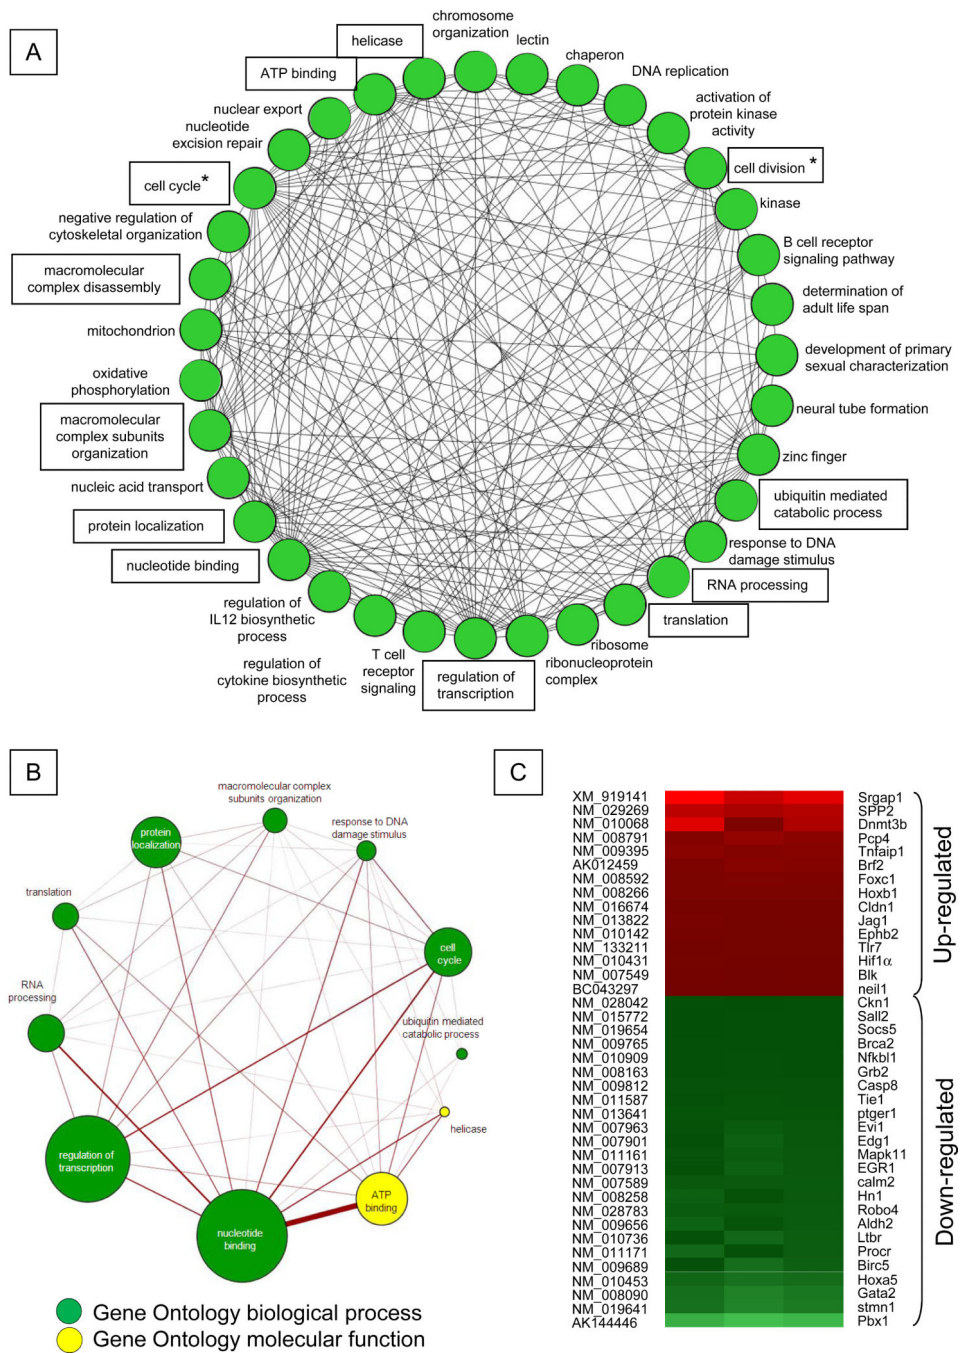 A
chromosome
organization
helicase
lectin
ATP binding
chaperon
DNA replication
nuclear export
activation of
protein kinase
activity
nucleotide
excision repair
cell division *
cell cycle*
kinase
negative regulation of
cytoskeletal organization
B cell receptor
signaling pathway
macromolecular
complex disassembly
determination of
adult life span
mitochondrion
development of primary
sexual characterization
oxidative
phosphorylation
neural tube formation
macromolecular
complex subunits
organization
zinc finger
nucleic acid transport
ubiquitin mediated
catabolic process
protein localization
response to DNA
damage stimulus
nucleotide binding
RNA processing
regulation of
IL12 biosynthetic
process
translation
regulation of
cytokine biosynthetic
process
T cell
receptor
signaling
regulation of
transcription
ribosome
ribonucleoprotein
complex
B
macromolecular complex
subunits organization
protein
localization
response to DNA
damage stimulus
translation
cell
cycle
RNA
processing
ubiquitin mediated
catabolic process
helicase
regulation of
transcription
ATP
binding
nucleotide
binding
Gene Ontology biological process
Gene Ontology molecular function
C
XM_919141 Srgap1
NM_029269 SPP2
NM_010068 Dnmt3b
NM_008791 Pcp4
NM_009395 Tnfaip1
AK012459 Brf2
NM_008592 Foxc1
NM_008266 Hoxb1
NM_016674 Cldn1
NM_013822 Jag1
NM_010142 Ephb2
NM_133211 Tlr7
NM_010431 Hif1α
NM_007549 Blk
BC043297 neil1
Up-regulated
NM_028042 Ckn1
NM_015772 Sall2
NM_019654 Socs5
NM_009765 Brca2
NM_010909 Nfkbl1
NM_008163 Grb2
NM_009812 Casp8
NM_011587 Tie1
NM_013641 ptger1
NM_007963 Evi1
NM_007901 Edg1
NM_011161 Mapk11
NM_007913 EGR1
NM_007589 calm2
NM_008258 Hn1
NM_028783 Robo4
NM_009656 Aldh2
NM_010736 Ltbr
NM_011171 Procr
NM_009689 Birc5
NM_010453 Hoxa5
NM_008090 Gata2
NM_019641 stmn1
AK144446 Pbx1
Down-regulated